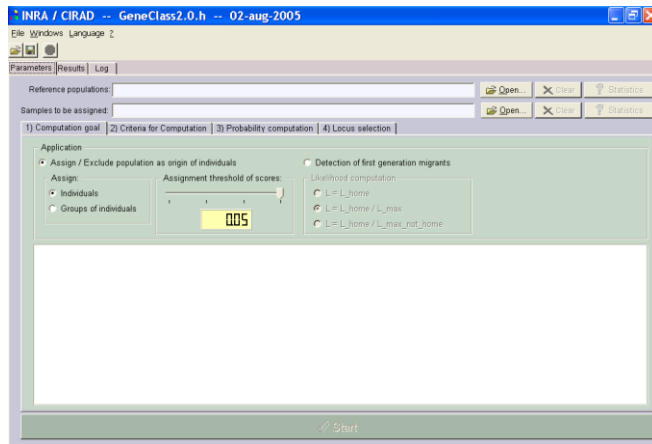 INRA / CIRAD -- GeneClass2.0.h -- 02-aug-2005
File Windows Language ?
Parameters Results Log
Reference populations: Open... Clear Statistics
Samples to be assigned: Open... Clear Statistics
1) Computation goal 2) Criteria for Computation 3) Probability computation 4) Locus selection
Application
Assign / Exclude population as origin of individuals Detection of first generation migrants
Assign: Assignment threshold of scores: Likelihood computation
Individuals L = L_home
Groups of individuals 0.05 L = L_home / L_max
L = L_home / L_max_not_home
Start